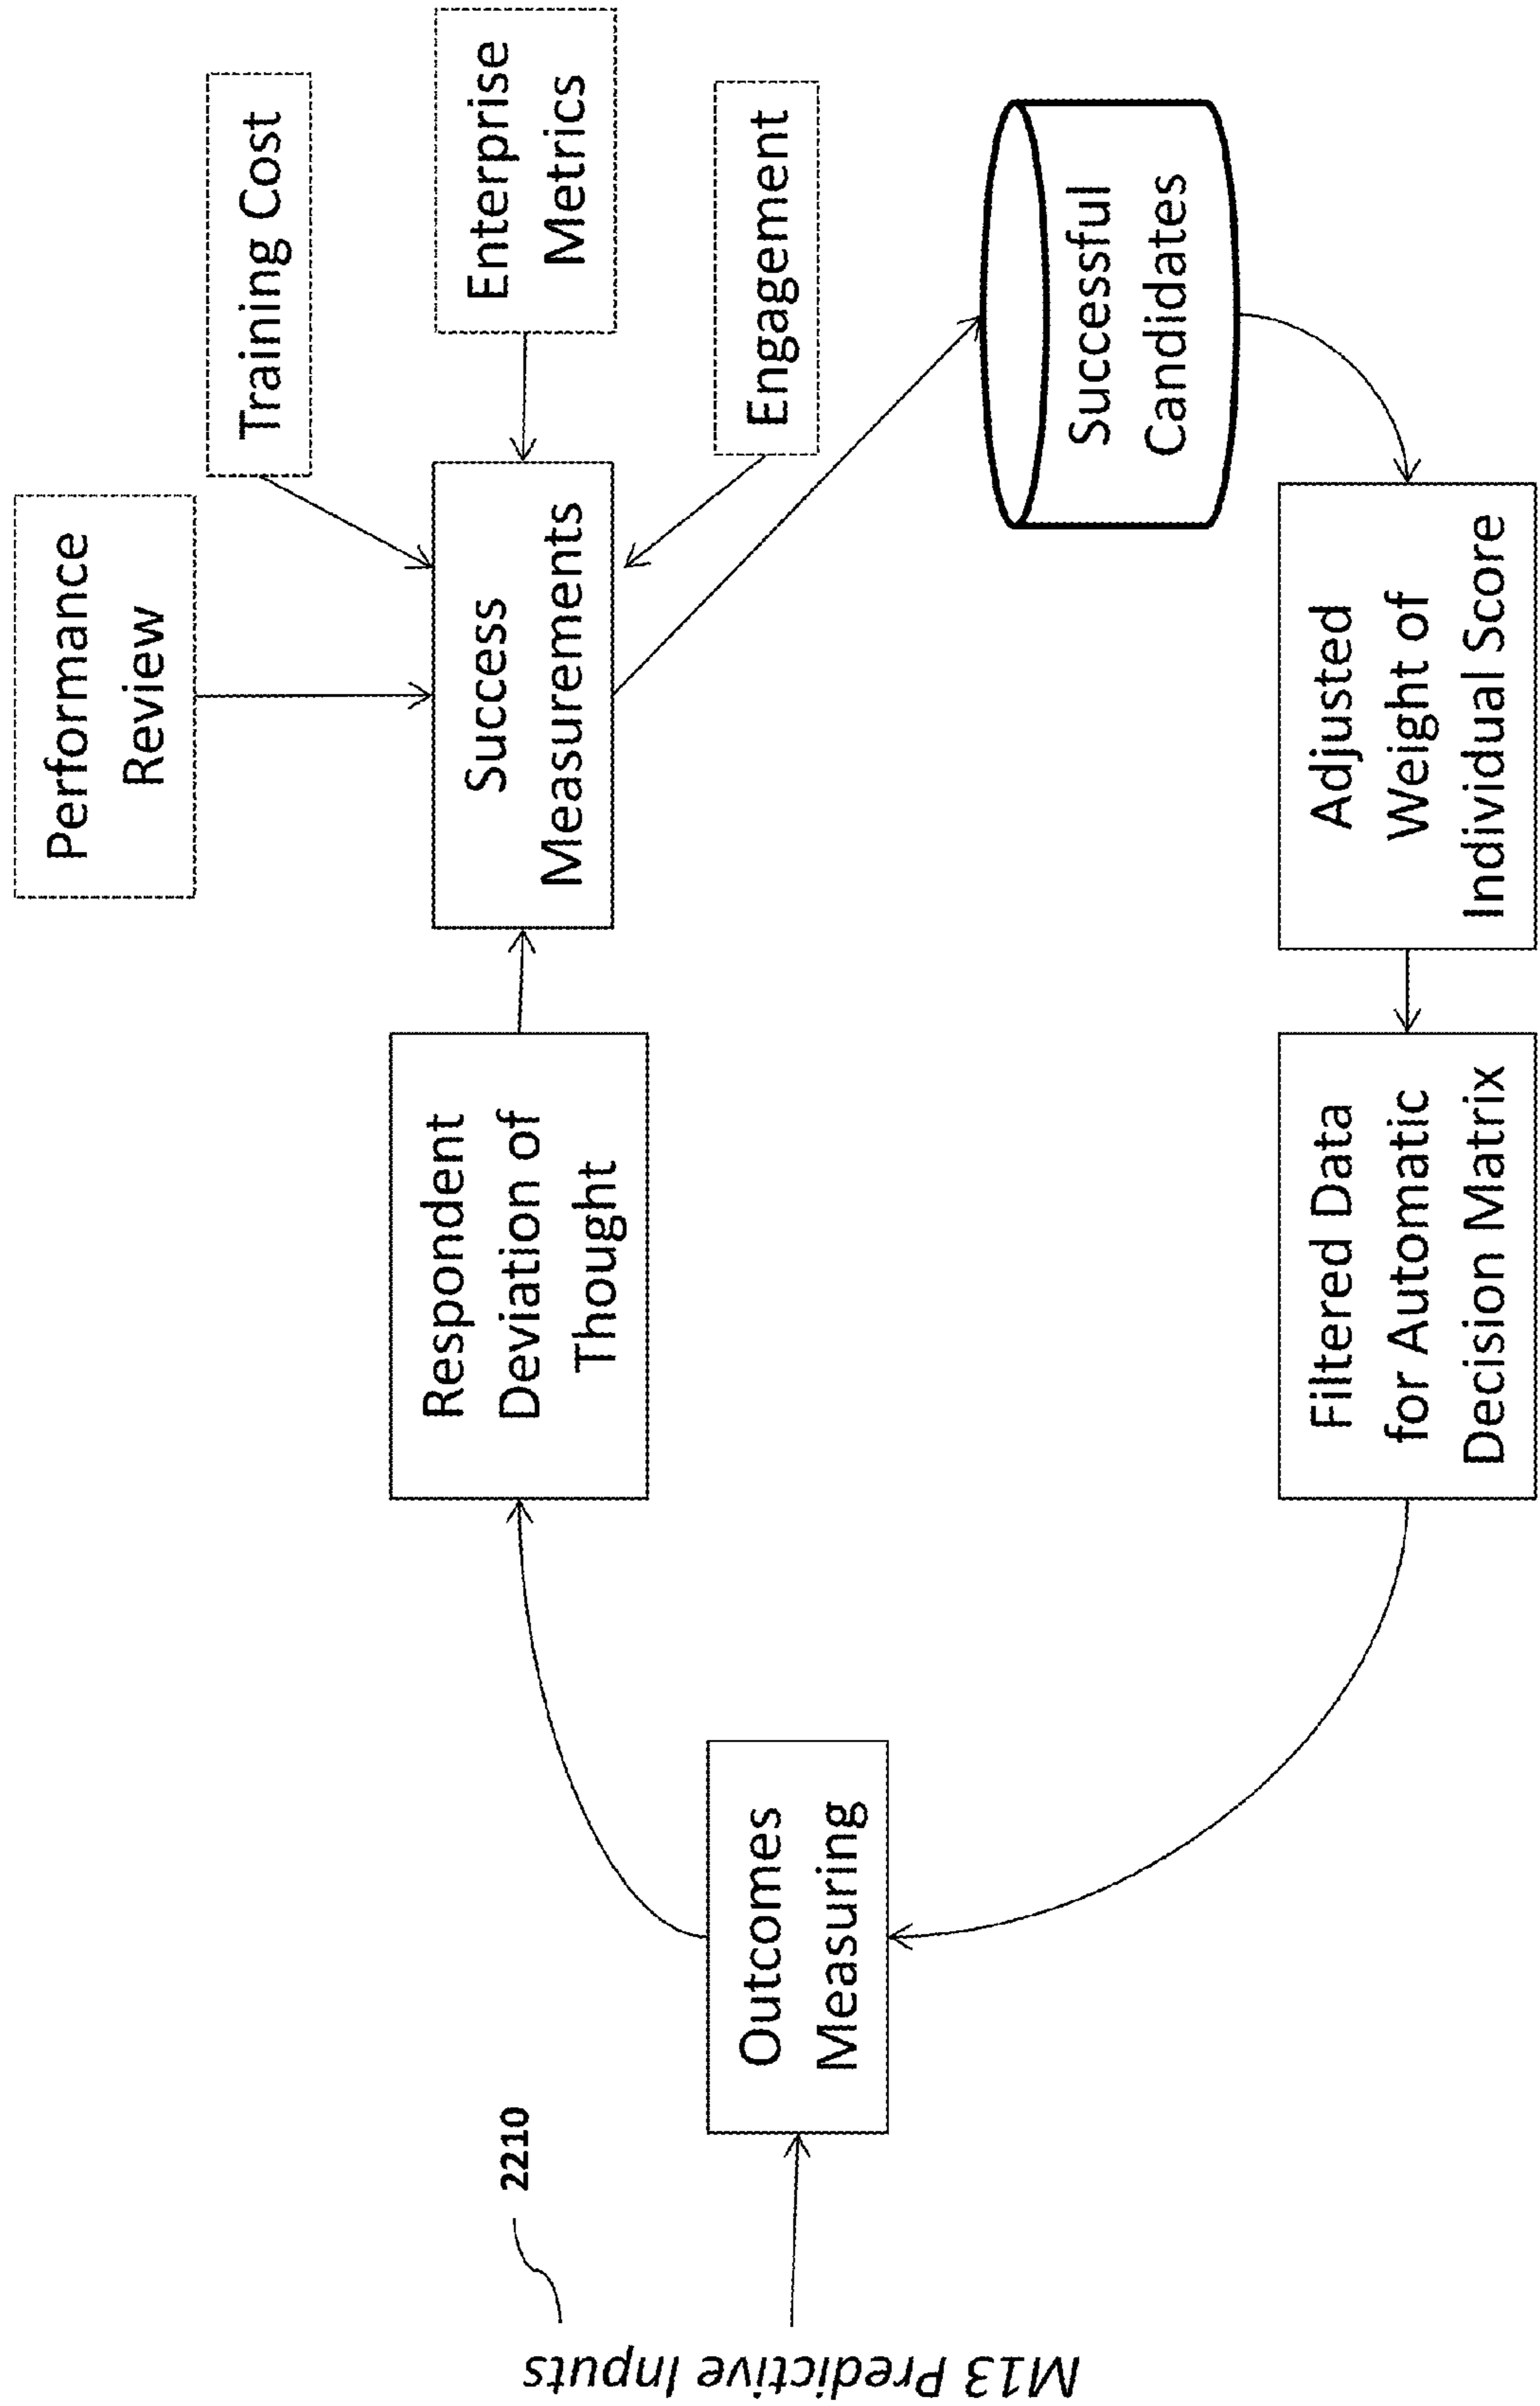 M13 Predictive Inputs
2210
Outcomes
Measuring
Respondent
Deviation of
Thought
Success
Measurements
Performance
Review
Training Cost
Enterprise
Metrics
Engagement
Successful
Candidates
Adjusted
Weight of
Individual Score
Filtered Data
for Automatic
Decision Matrix